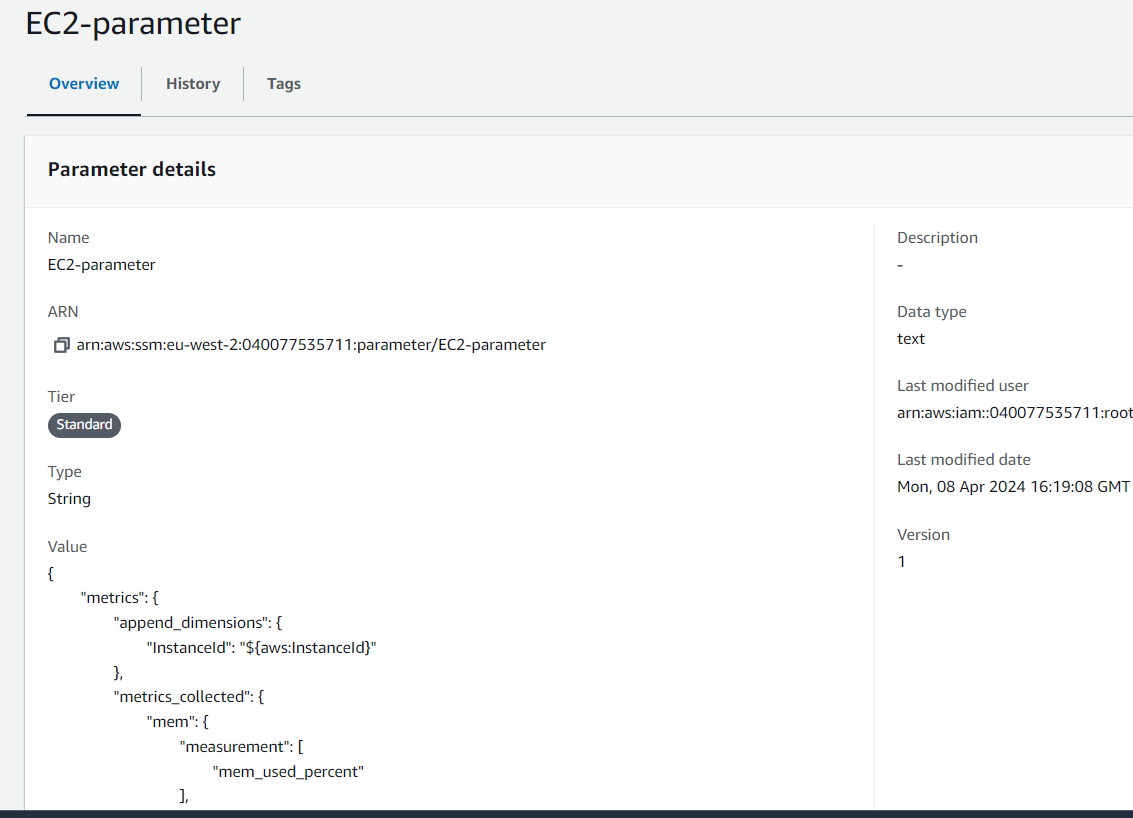 EC2-parameter
Overview
History
Tags
Parameter details
Name
EC2-parameter
ARN
arn:aws:ssm:eu-west-2:040077535711:parameter/EC2-parameter
Tier
Standard
Type
String
Value
{
"metrics": {
"append_dimensions": {
"InstanceId": "${aws:InstanceId}"
},
"metrics_collected": {
"mem": {
"measurement": [
"mem_used_percent"
],
Description
-
Data type
text
Last modified user
arn:aws:iam::040077535711:root
Last modified date
Mon, 08 Apr 2024 16:19:08 GMT
Version
1